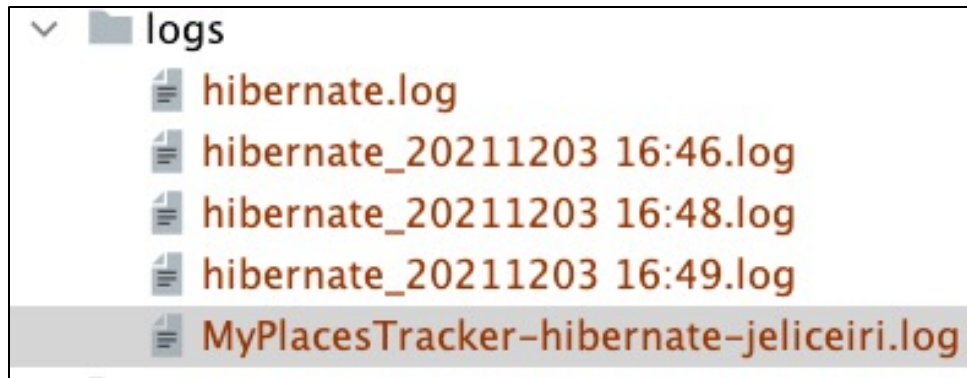 logs
hibernate.log
hibernate_20211203 16:46.log
hibernate_20211203 16:48.log
hibernate_20211203 16:49.log
MyPlacesTracker-hibernate-jeliceiri.log